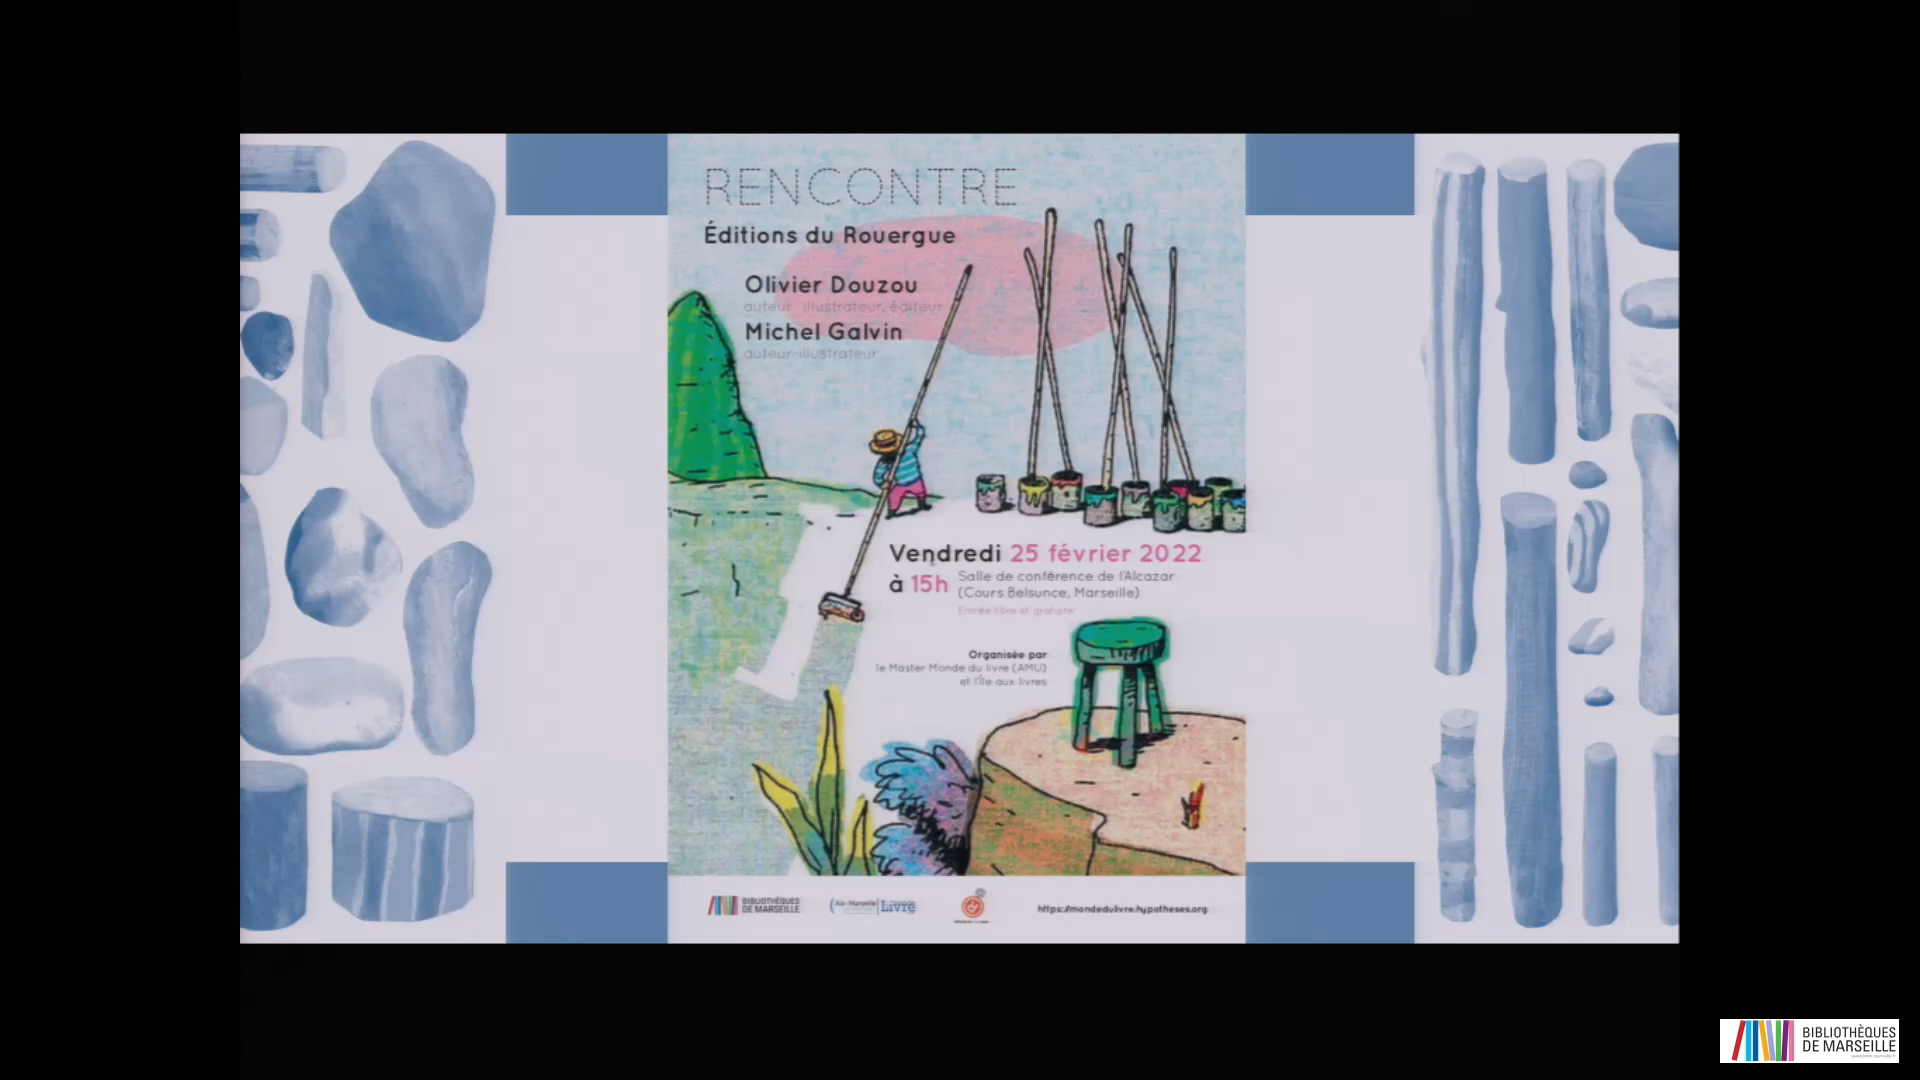 RENCONTRE
Éditions du Rouergue
Olivier Douzou
auteur, illustrateur, éditeur
Michel Galvin
auteur-illustrateur
Vendredi 25 février 2022
à 15h
Salle de conférence de l'Alcazar
(Cours Belsunce, Marseille)
Entrée libre et gratuite
Organisée par
le Master Monde du livre (AMU)
et l'Île aux livres
BIBLIOTHÈQUES
DE MARSEILLE
Aix-Marseille
Livre
https://mondedulivre.hypotheses.org
BIBLIOTHÈQUES
DE MARSEILLE